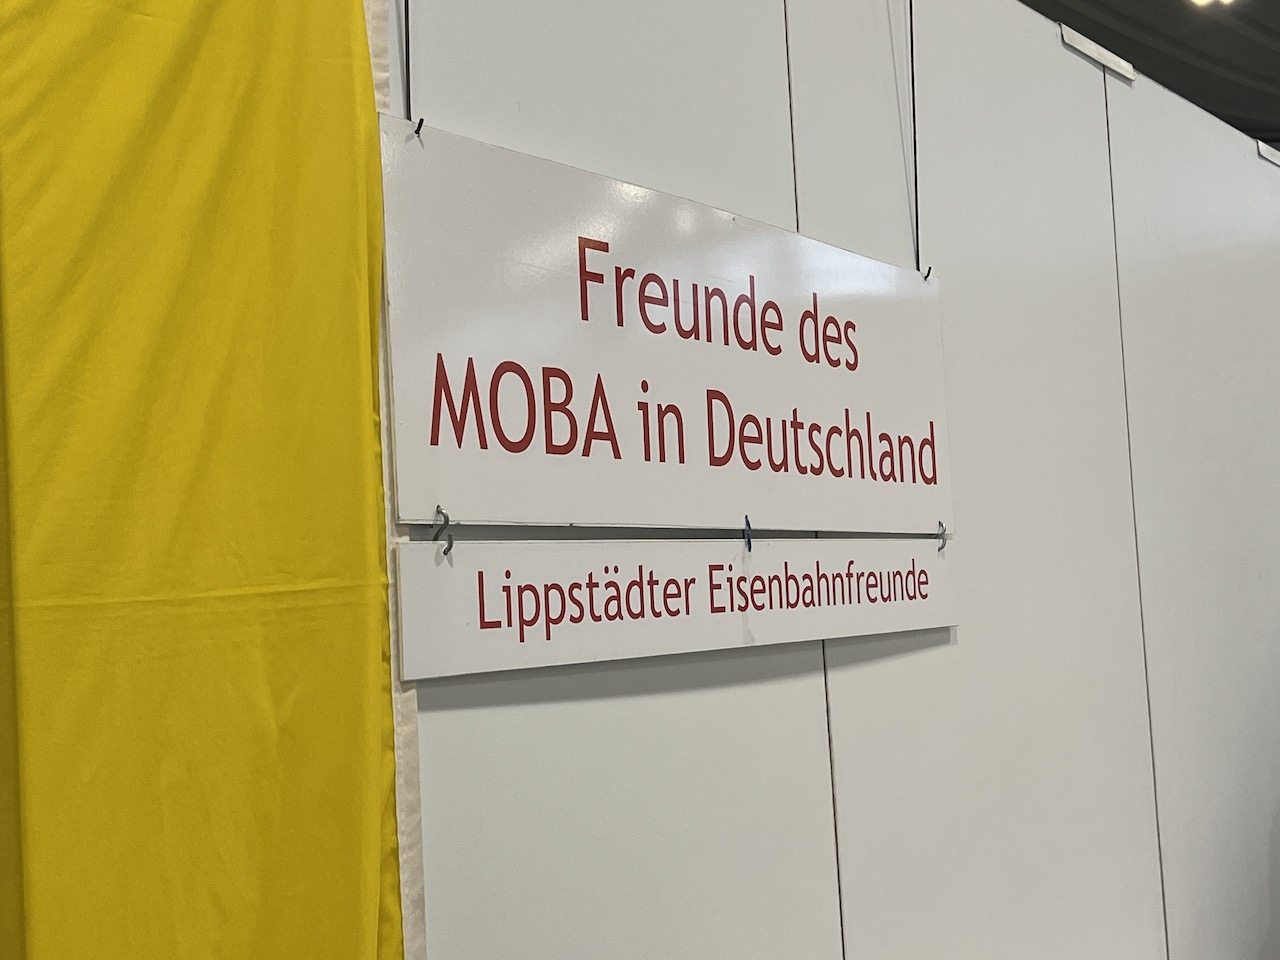 Freunde des
MOBA in Deutschland
Lippstädter Eisenbahnfreunde